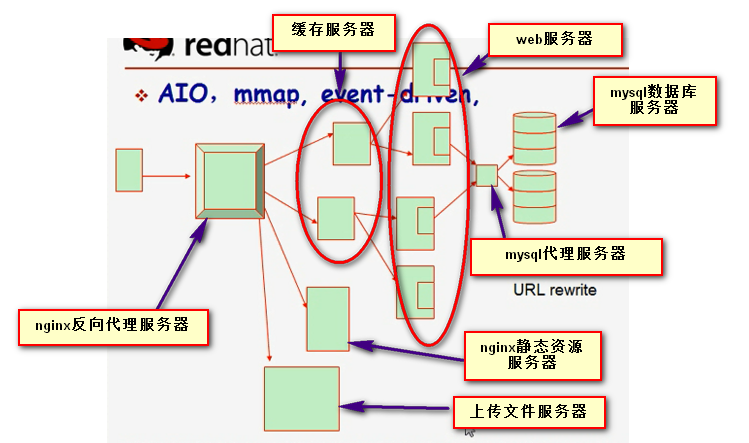 缓存服务器
web服务器
redhat.
AIO，mmap, event-driven,
mysql数据库
服务器
mysql代理服务器
URL rewrite
nginx反向代理服务器
nginx静态资源
服务器
上传文件服务器